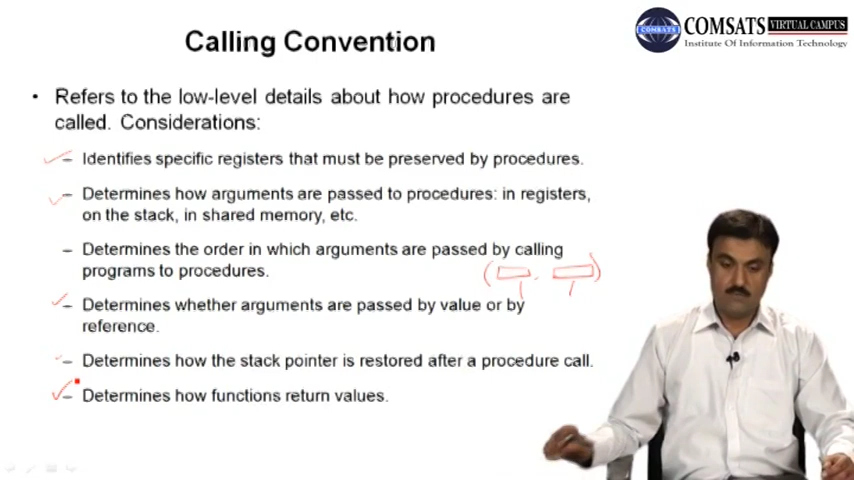 Calling Convention
COMSATS VIRTUAL CAMPUS
Institute Of Information Technology
COMSATS
• Refers to the low-level details about how procedures are
called. Considerations:
– Identifies specific registers that must be preserved by procedures.
– Determines how arguments are passed to procedures: in registers,
on the stack, in shared memory, etc.
– Determines the order in which arguments are passed by calling
programs to procedures.
– Determines whether arguments are passed by value or by
reference.
– Determines how the stack pointer is restored after a procedure call.
– Determines how functions return values.